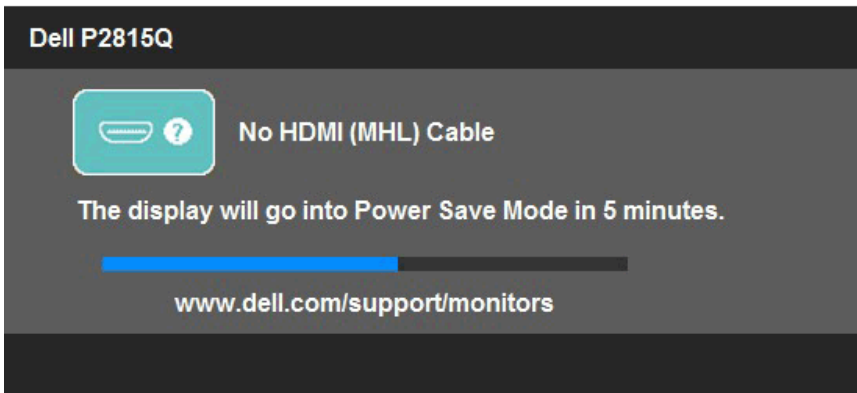 Dell P2815Q
?
No HDMI (MHL) Cable
The display will go into Power Save Mode in 5 minutes.
www.dell.com/support/monitors